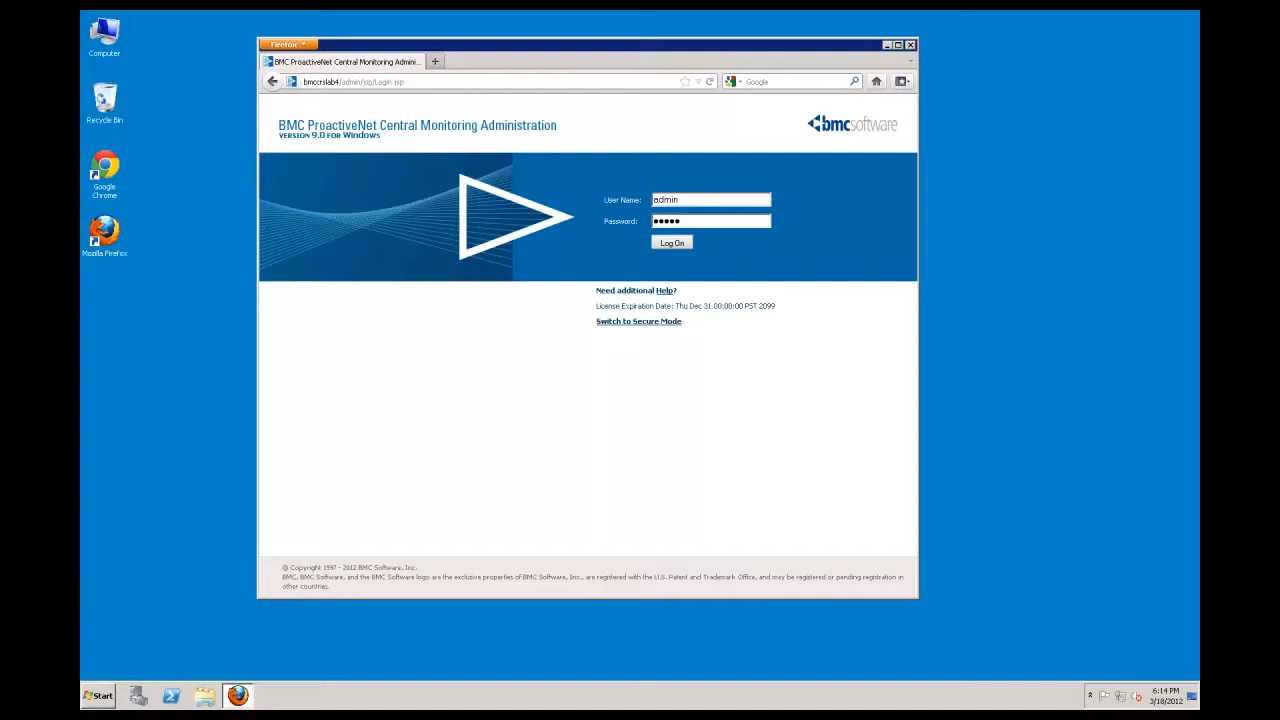 Computer
Recycle Bin
Google
Chrome
Mozilla Firefox
Firefox
BMC ProactiveNet Central Monitoring Admini...
bmccrslab4/admin/jsp/Login.jsp
Google
BMC ProactiveNet Central Monitoring Administration
VERSION 9.0 FOR Windows
bmcsoftware
User Name: admin
Password:
Log On
Need additional Help?
License Expiration Date: Thu Dec 31 00:00:00 PST 2099
Switch to Secure Mode
@ Copyright 1997 - 2012 BMC Software, Inc.
BMC, BMC Software, and the BMC Software logo are the exclusive properties of BMC Software, Inc., are registered with the U.S. Patent and Trademark Office, and may be registered or pending registration in
other countries.
Start
6:14 PM
3/18/2012